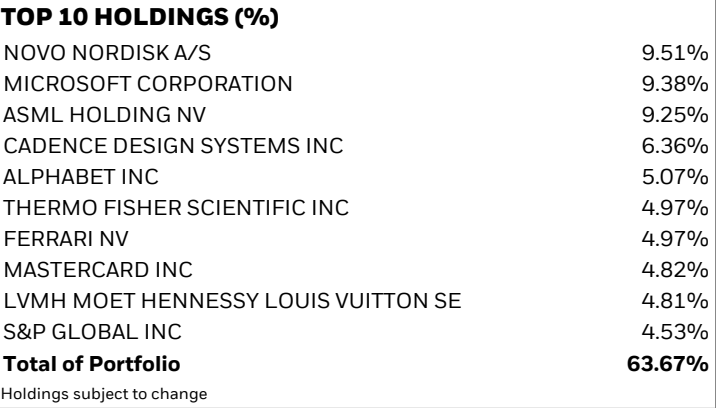 TOP 10 HOLDINGS (%)
NOVO NORDISK A/S 9.51%
MICROSOFT CORPORATION 9.38%
ASML HOLDING NV 9.25%
CADENCE DESIGN SYSTEMS INC 6.36%
ALPHABET INC 5.07%
THERMO FISHER SCIENTIFIC INC 4.97%
FERRARI NV 4.97%
MASTERCARD INC 4.82%
LVMH MOET HENNESSY LOUIS VUITTON SE 4.81%
S&P GLOBAL INC 4.53%
Total of Portfolio 63.67%
Holdings subject to change